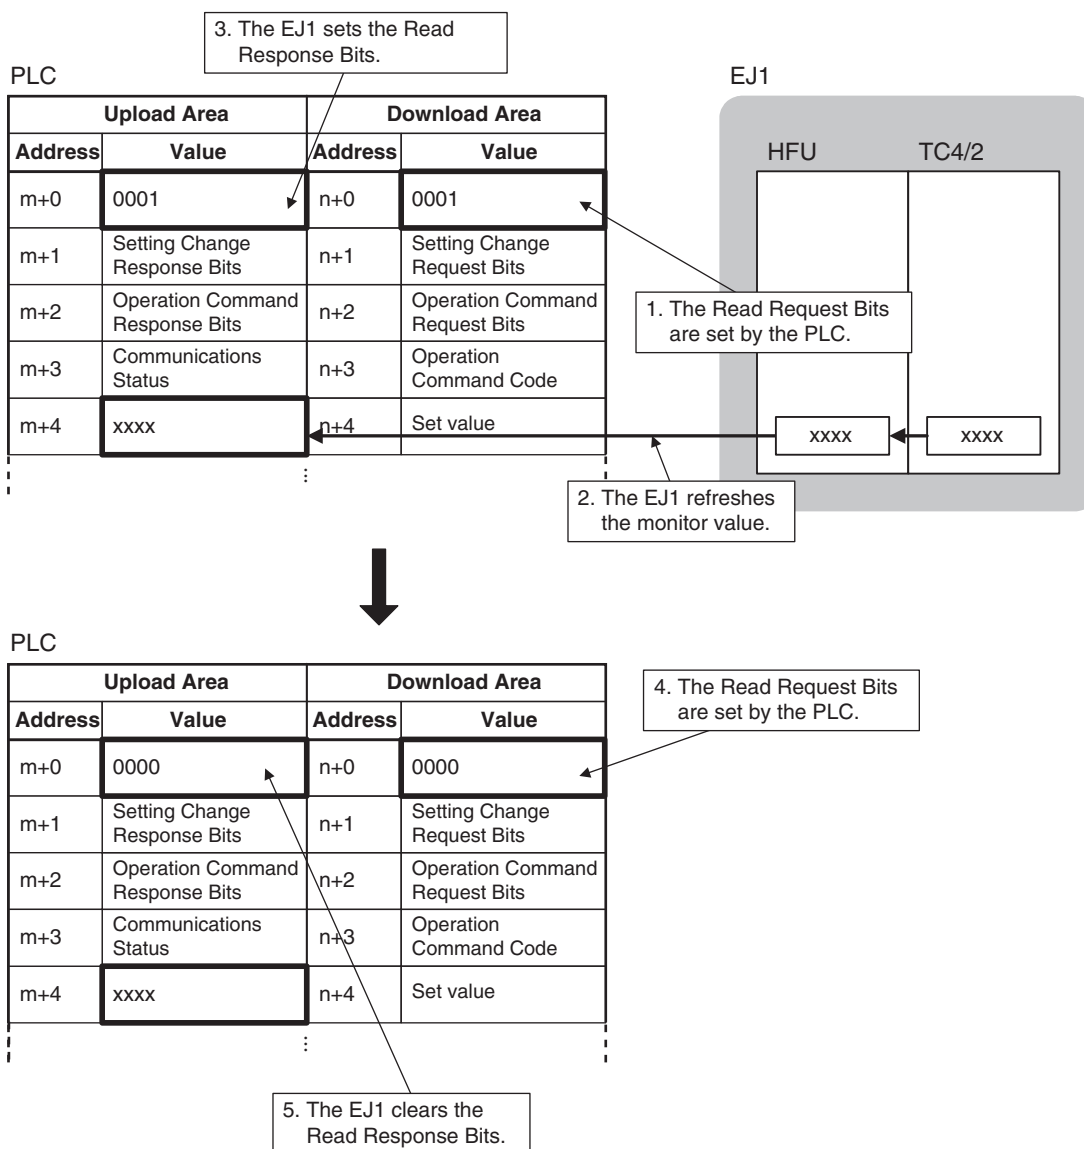 3. The EJ1 sets the Read
Response Bits.
PLC
EJ1
Upload Area Download Area
Address Value Address Value
HFU TC4/2
m+0 0001 n+0 0001
m+1 Setting Change
Response Bits n+1 Setting Change
Request Bits
m+2 Operation Command
Response Bits n+2 Operation Command
Request Bits
1. The Read Request Bits
are set by the PLC.
m+3 Communications
Status n+3 Operation
Command Code
m+4 xxxx n+4 Set value
xxxx xxxx
2. The EJ1 refreshes
the monitor value.
PLC
Upload Area Download Area
Address Value Address Value
4. The Read Request Bits
are set by the PLC.
m+0 0000 n+0 0000
m+1 Setting Change
Response Bits n+1 Setting Change
Request Bits
m+2 Operation Command
Response Bits n+2 Operation Command
Request Bits
m+3 Communications
Status n+3 Operation
Command Code
m+4 xxxx n+4 Set value
5. The EJ1 clears the
Read Response Bits.